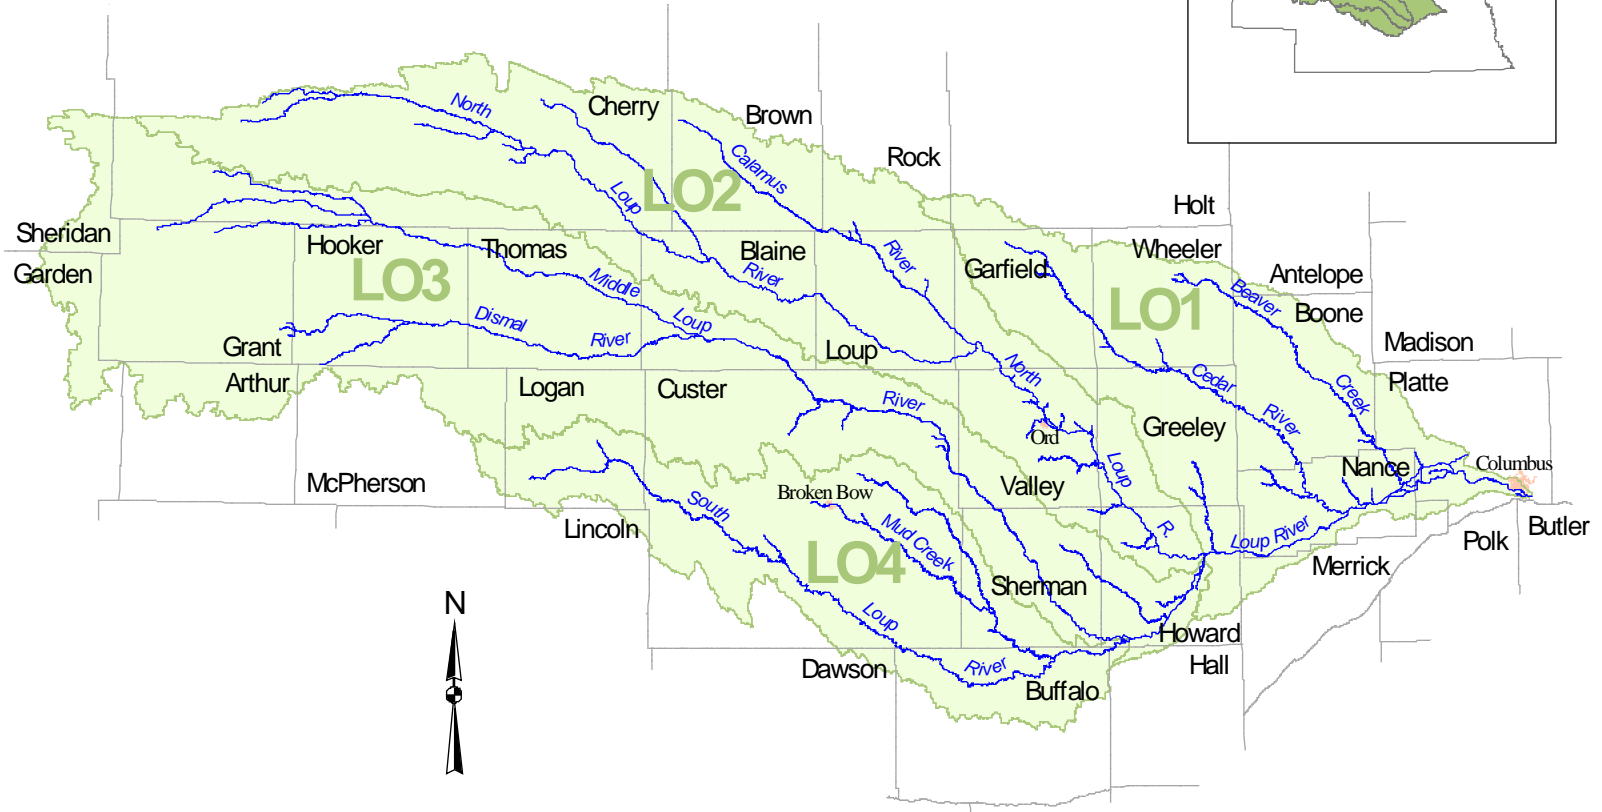 North
Cherry
Brown
Calamus
Rock
LO2
Loup
Holt
Sheridan
Hooker
Thomas
Blaine
River
Wheeler
Garden
LO3
Middle
River
Garfield
Antelope
Beaver
Boone
LO1
Dismal
River
Loup
Grant
Loup
Madison
Arthur
Logan
Custer
North
Cedar
Creek
Platte
River
River
Greeley
Ord
Loup
Nance
Columbus
McPherson
Broken Bow
Valley
South
Lincoln
Mud Creek
R.
Loup River
Butler
Polk
LO4
Merrick
Sherman
N
Loup
Howard
Dawson
River
Hall
Buffalo